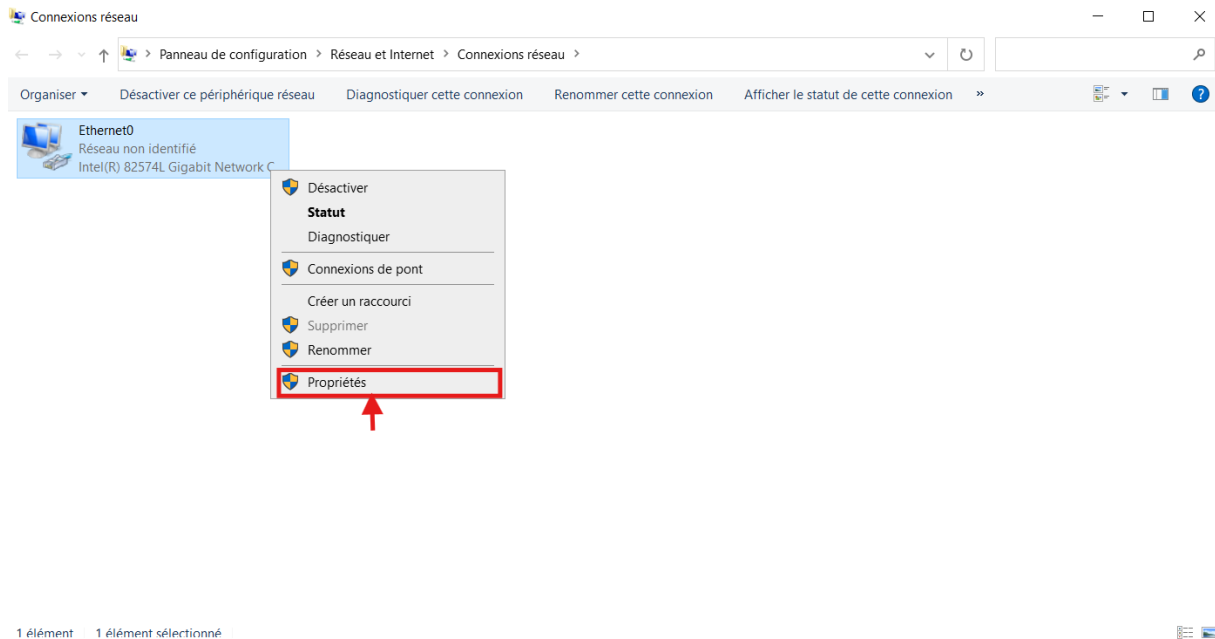 Connexions réseau
Panneau de configuration > Réseau et Internet > Connexions réseau >
Organiser Désactiver ce périphérique réseau Diagnostiquer cette connexion Renommer cette connexion Afficher le statut de cette connexion »
Ethernet0
Réseau non identifié
Intel(R) 82574L Gigabit Network C
Désactiver
Statut
Diagnostiquer
Connexions de pont
Créer un raccourci
Supprimer
Renommer
Propriétés
1 élément 1 élément sélectionné